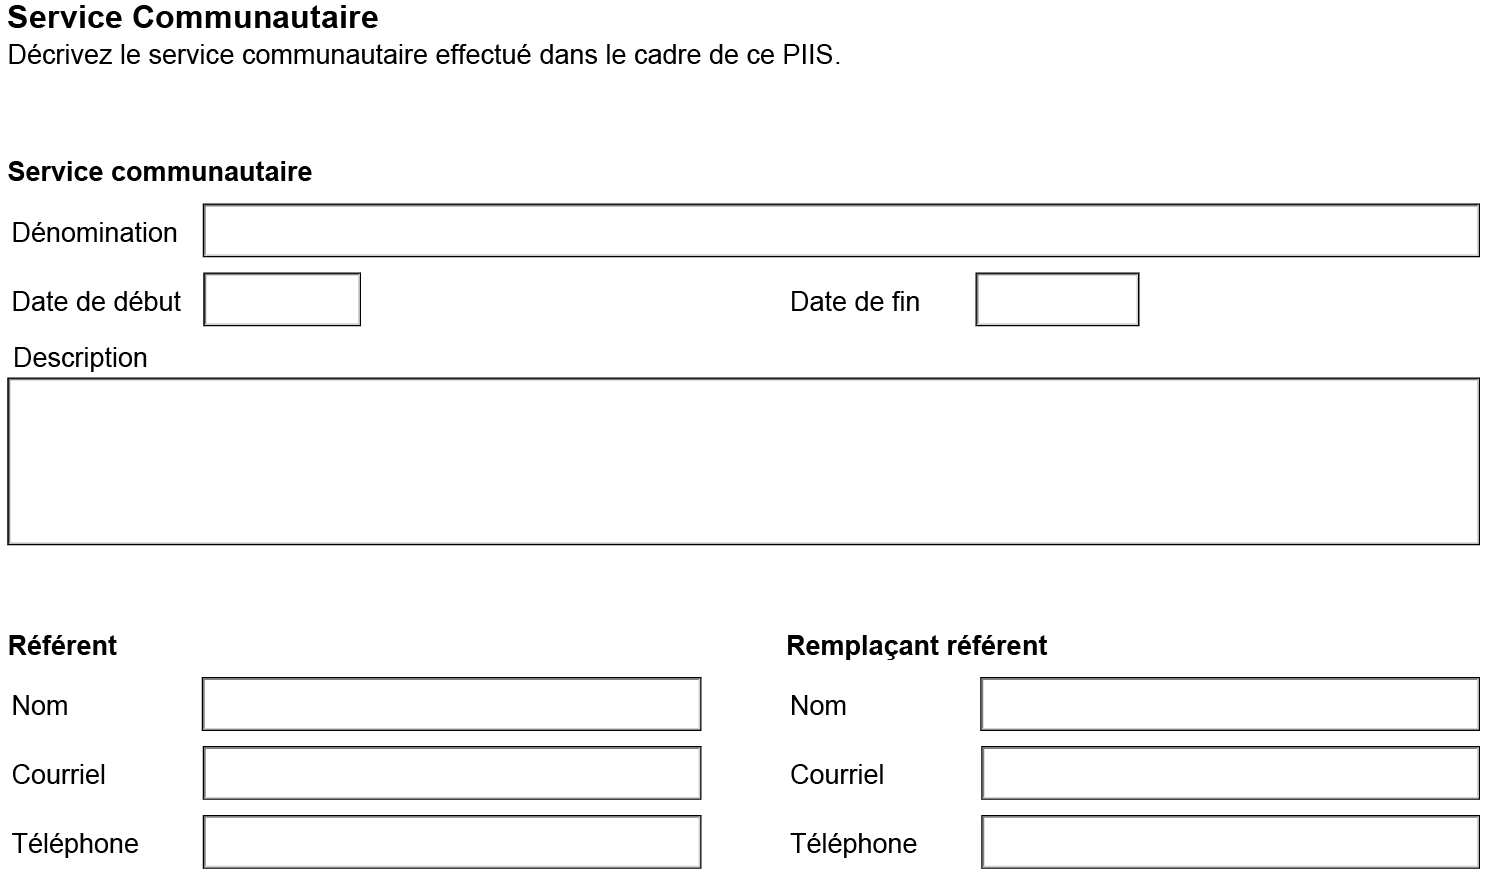 Service Communautaire
Décrivez le service communautaire effectué dans le cadre de ce PIIS.
Service communautaire
Dénomination
Date de début
Date de fin
Description
Référent
Nom
Courriel
Téléphone
Remplaçant référent
Nom
Courriel
Téléphone